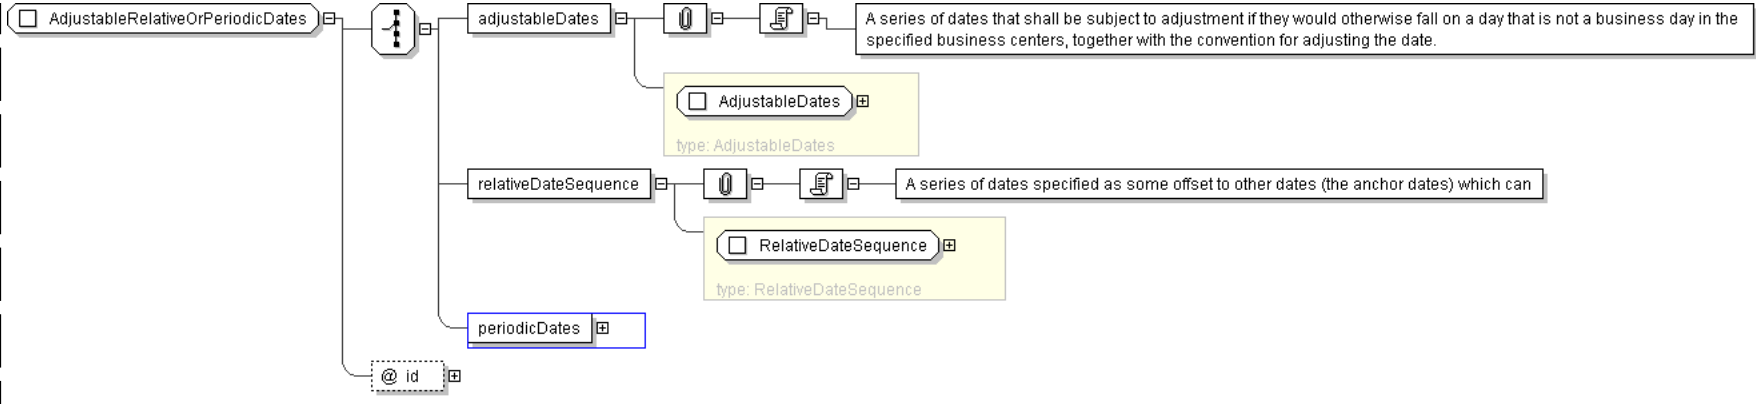 AdjustableRelativeOrPeriodicDates
adjustableDates
A series of dates that shall be subject to adjustment if they would otherwise fall on a day that is not a business day in the
specified business centers, together with the convention for adjusting the date.
AdjustableDates
type: AdjustableDates
relativeDateSequence
A series of dates specified as some offset to other dates (the anchor dates) which can
RelativeDateSequence
type: RelativeDateSequence
periodicDates
@ id